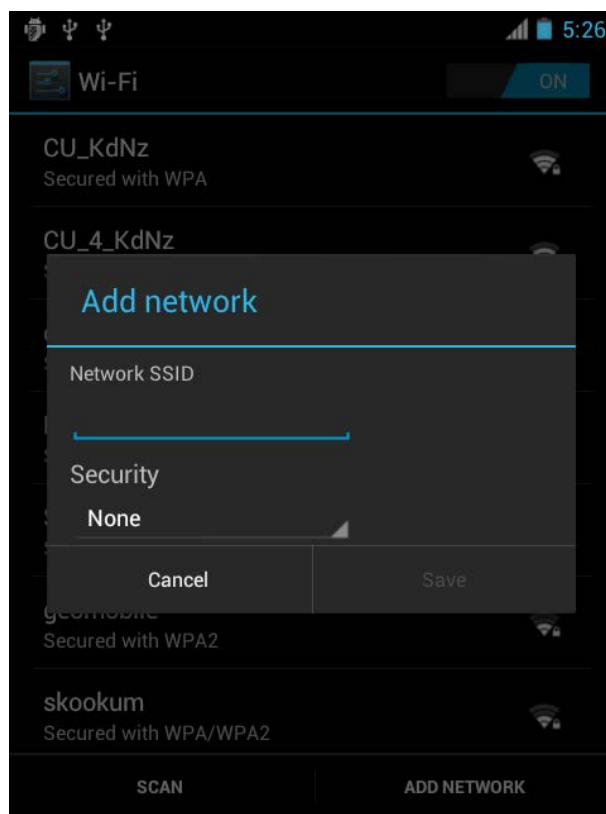 5:26
Wi-Fi
ON
CU_KdNz
Secured with WPA
CU_4_KdNz
Add network
Network SSID
Security
None
Cancel
Save
geomobile
Secured with WPA2
skookum
Secured with WPA/WPA2
SCAN
ADD NETWORK